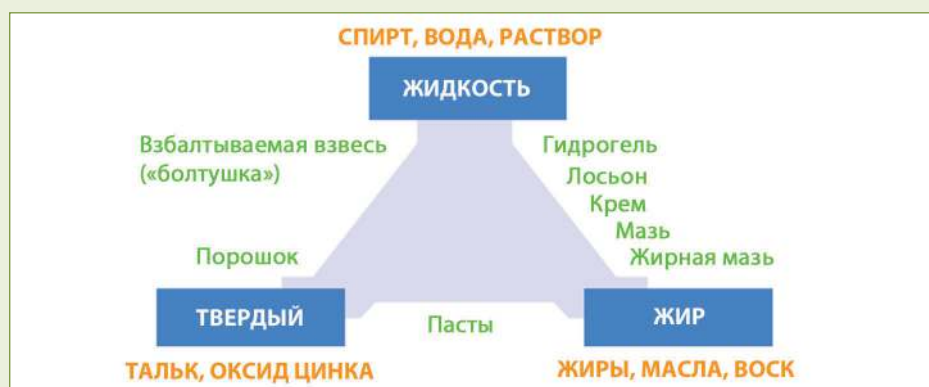 СПИРТ, ВОДА, РАСТВОР
ЖИДКОСТЬ
Взбалтываемая взвесь
(«болтушка»)
Гидрогель
Лосьон
Крем
Мазь
Жирная мазь
Порошок
ТВЕРДЫЙ
Пасты
ЖИР
ТАЛЬК, ОКСИД ЦИНКА
ЖИРЫ, МАСЛА, ВОСК